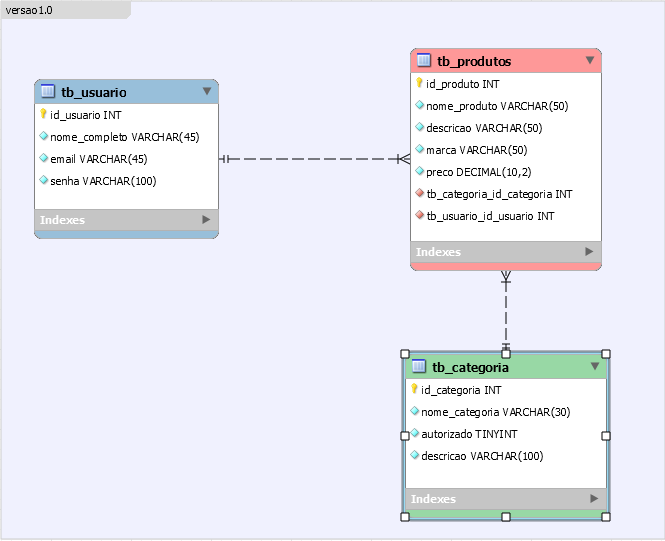 versao1.0
tb_usuario
id_usuario INT
nome_completo VARCHAR(45)
email VARCHAR(45)
senha VARCHAR(100)
Indexes
tb_produtos
id_produto INT
nome_produto VARCHAR(50)
descricao VARCHAR(50)
marca VARCHAR(50)
preco DECIMAL(10,2)
tb_categoria_id_categoria INT
tb_usuario_id_usuario INT
Indexes
tb_categoria
id_categoria INT
nome_categoria VARCHAR(30)
autorizado TINYINT
descricao VARCHAR(100)
Indexes